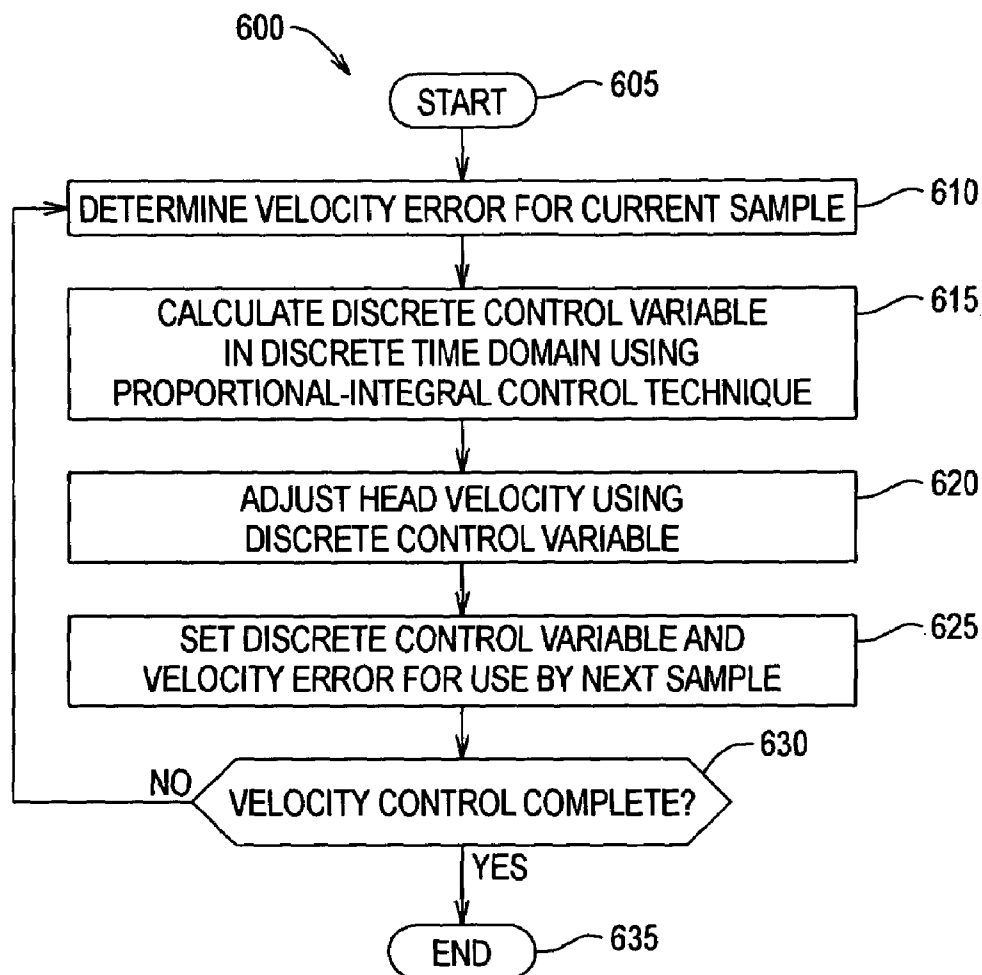 600
START
605
DETERMINE VELOCITY ERROR FOR CURRENT SAMPLE
610
CALCULATE DISCRETE CONTROL VARIABLE
IN DISCRETE TIME DOMAIN USING
PROPORTIONAL-INTEGRAL CONTROL TECHNIQUE
615
ADJUST HEAD VELOCITY USING
DISCRETE CONTROL VARIABLE
620
SET DISCRETE CONTROL VARIABLE AND
VELOCITY ERROR FOR USE BY NEXT SAMPLE
625
630
NO
VELOCITY CONTROL COMPLETE?
YES
END
635